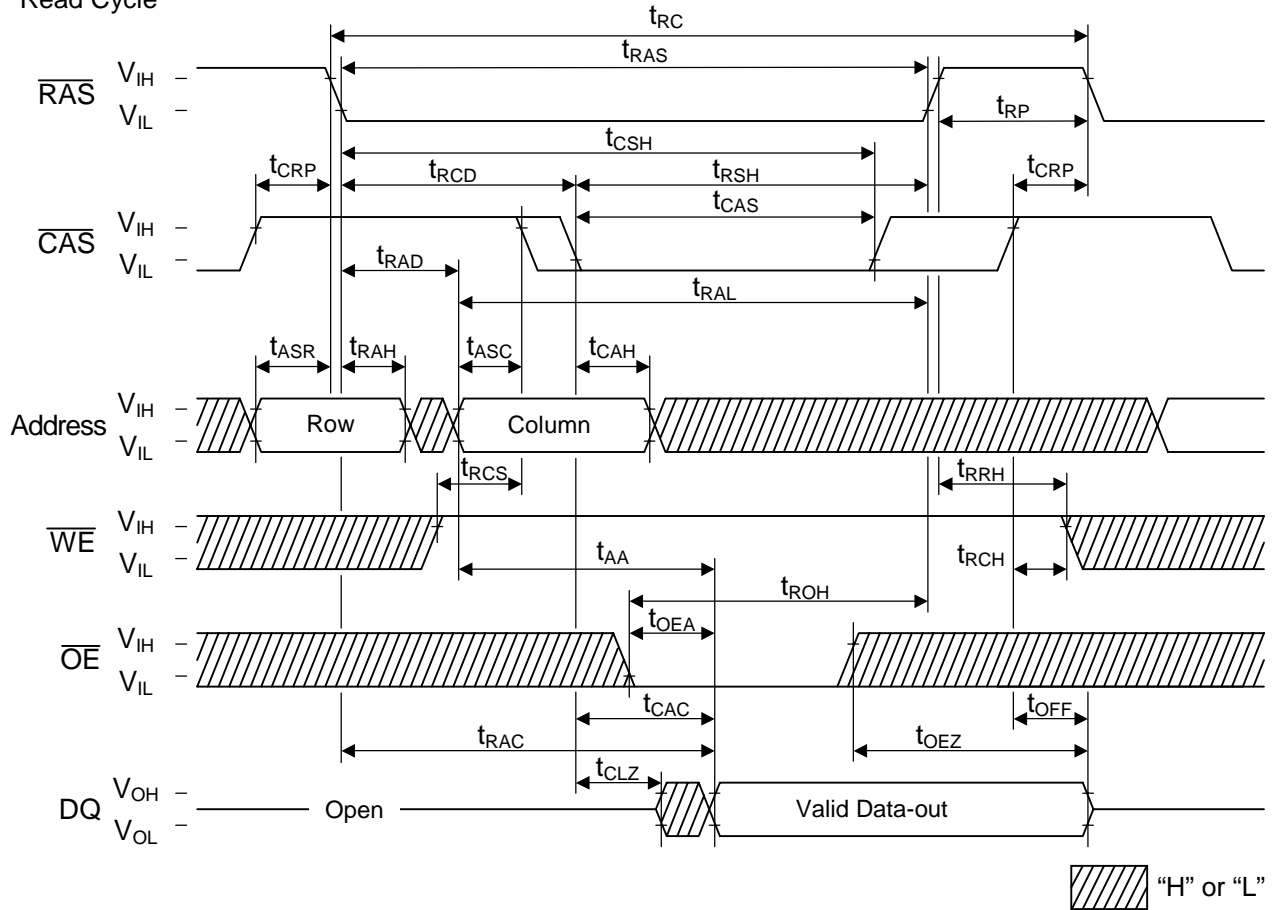 Read Cycle
tRC
tRAS
RAS VIH VIL
tRP
tCSH
tCRP tRCD tRSH tCRP
tCAS
CAS VIH VIL
tRAD
tRAL
tASR tRAH tASC tCAH
Address VIH VIL Row Column
tRCS tRRH
WE VIH VIL
tAA tRCH
tROH
tOEA
OE VIH VIL
tCAC tOFF
tRAC tOEZ
tCLZ
DQ VOH VOL Open Valid Data-out
“H” or “L”